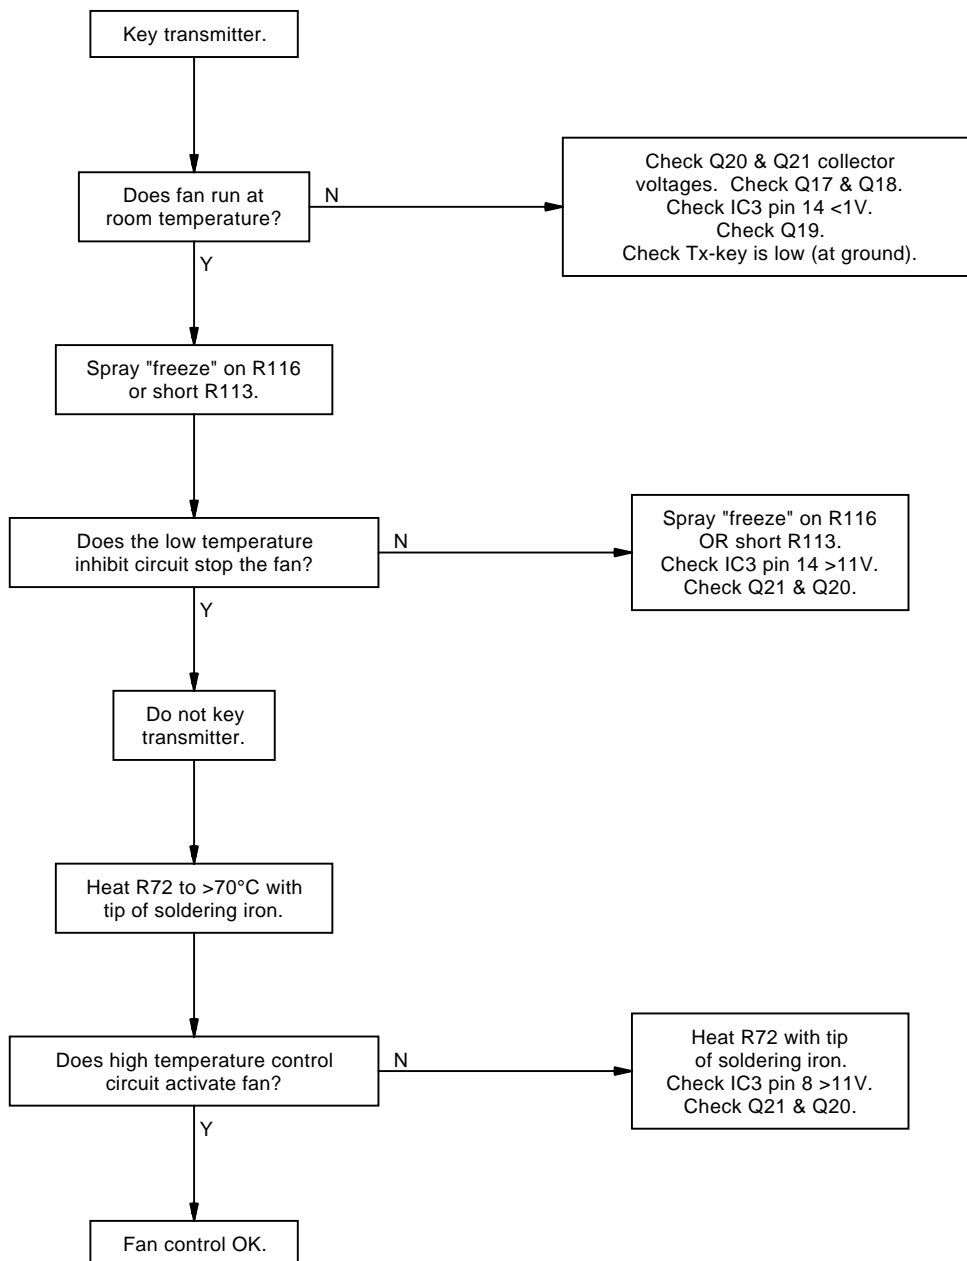 Key transmitter.
Does fan run at
room temperature?
N
Check Q20 & Q21 collector
voltages.  Check Q17 & Q18.
Check IC3 pin 14 <1V.
Check Q19.
Check Tx-key is low (at ground).
Y
Spray "freeze" on R116
or short R113.
Does the low temperature
inhibit circuit stop the fan?
N
Spray "freeze" on R116
OR short R113.
Check IC3 pin 14 >11V.
Check Q21 & Q20.
Y
Do not key
transmitter.
Heat R72 to >70°C with
tip of soldering iron.
Does high temperature control
circuit activate fan?
N
Heat R72 with tip
of soldering iron.
Check IC3 pin 8 >11V.
Check Q21 & Q20.
Y
Fan control OK.